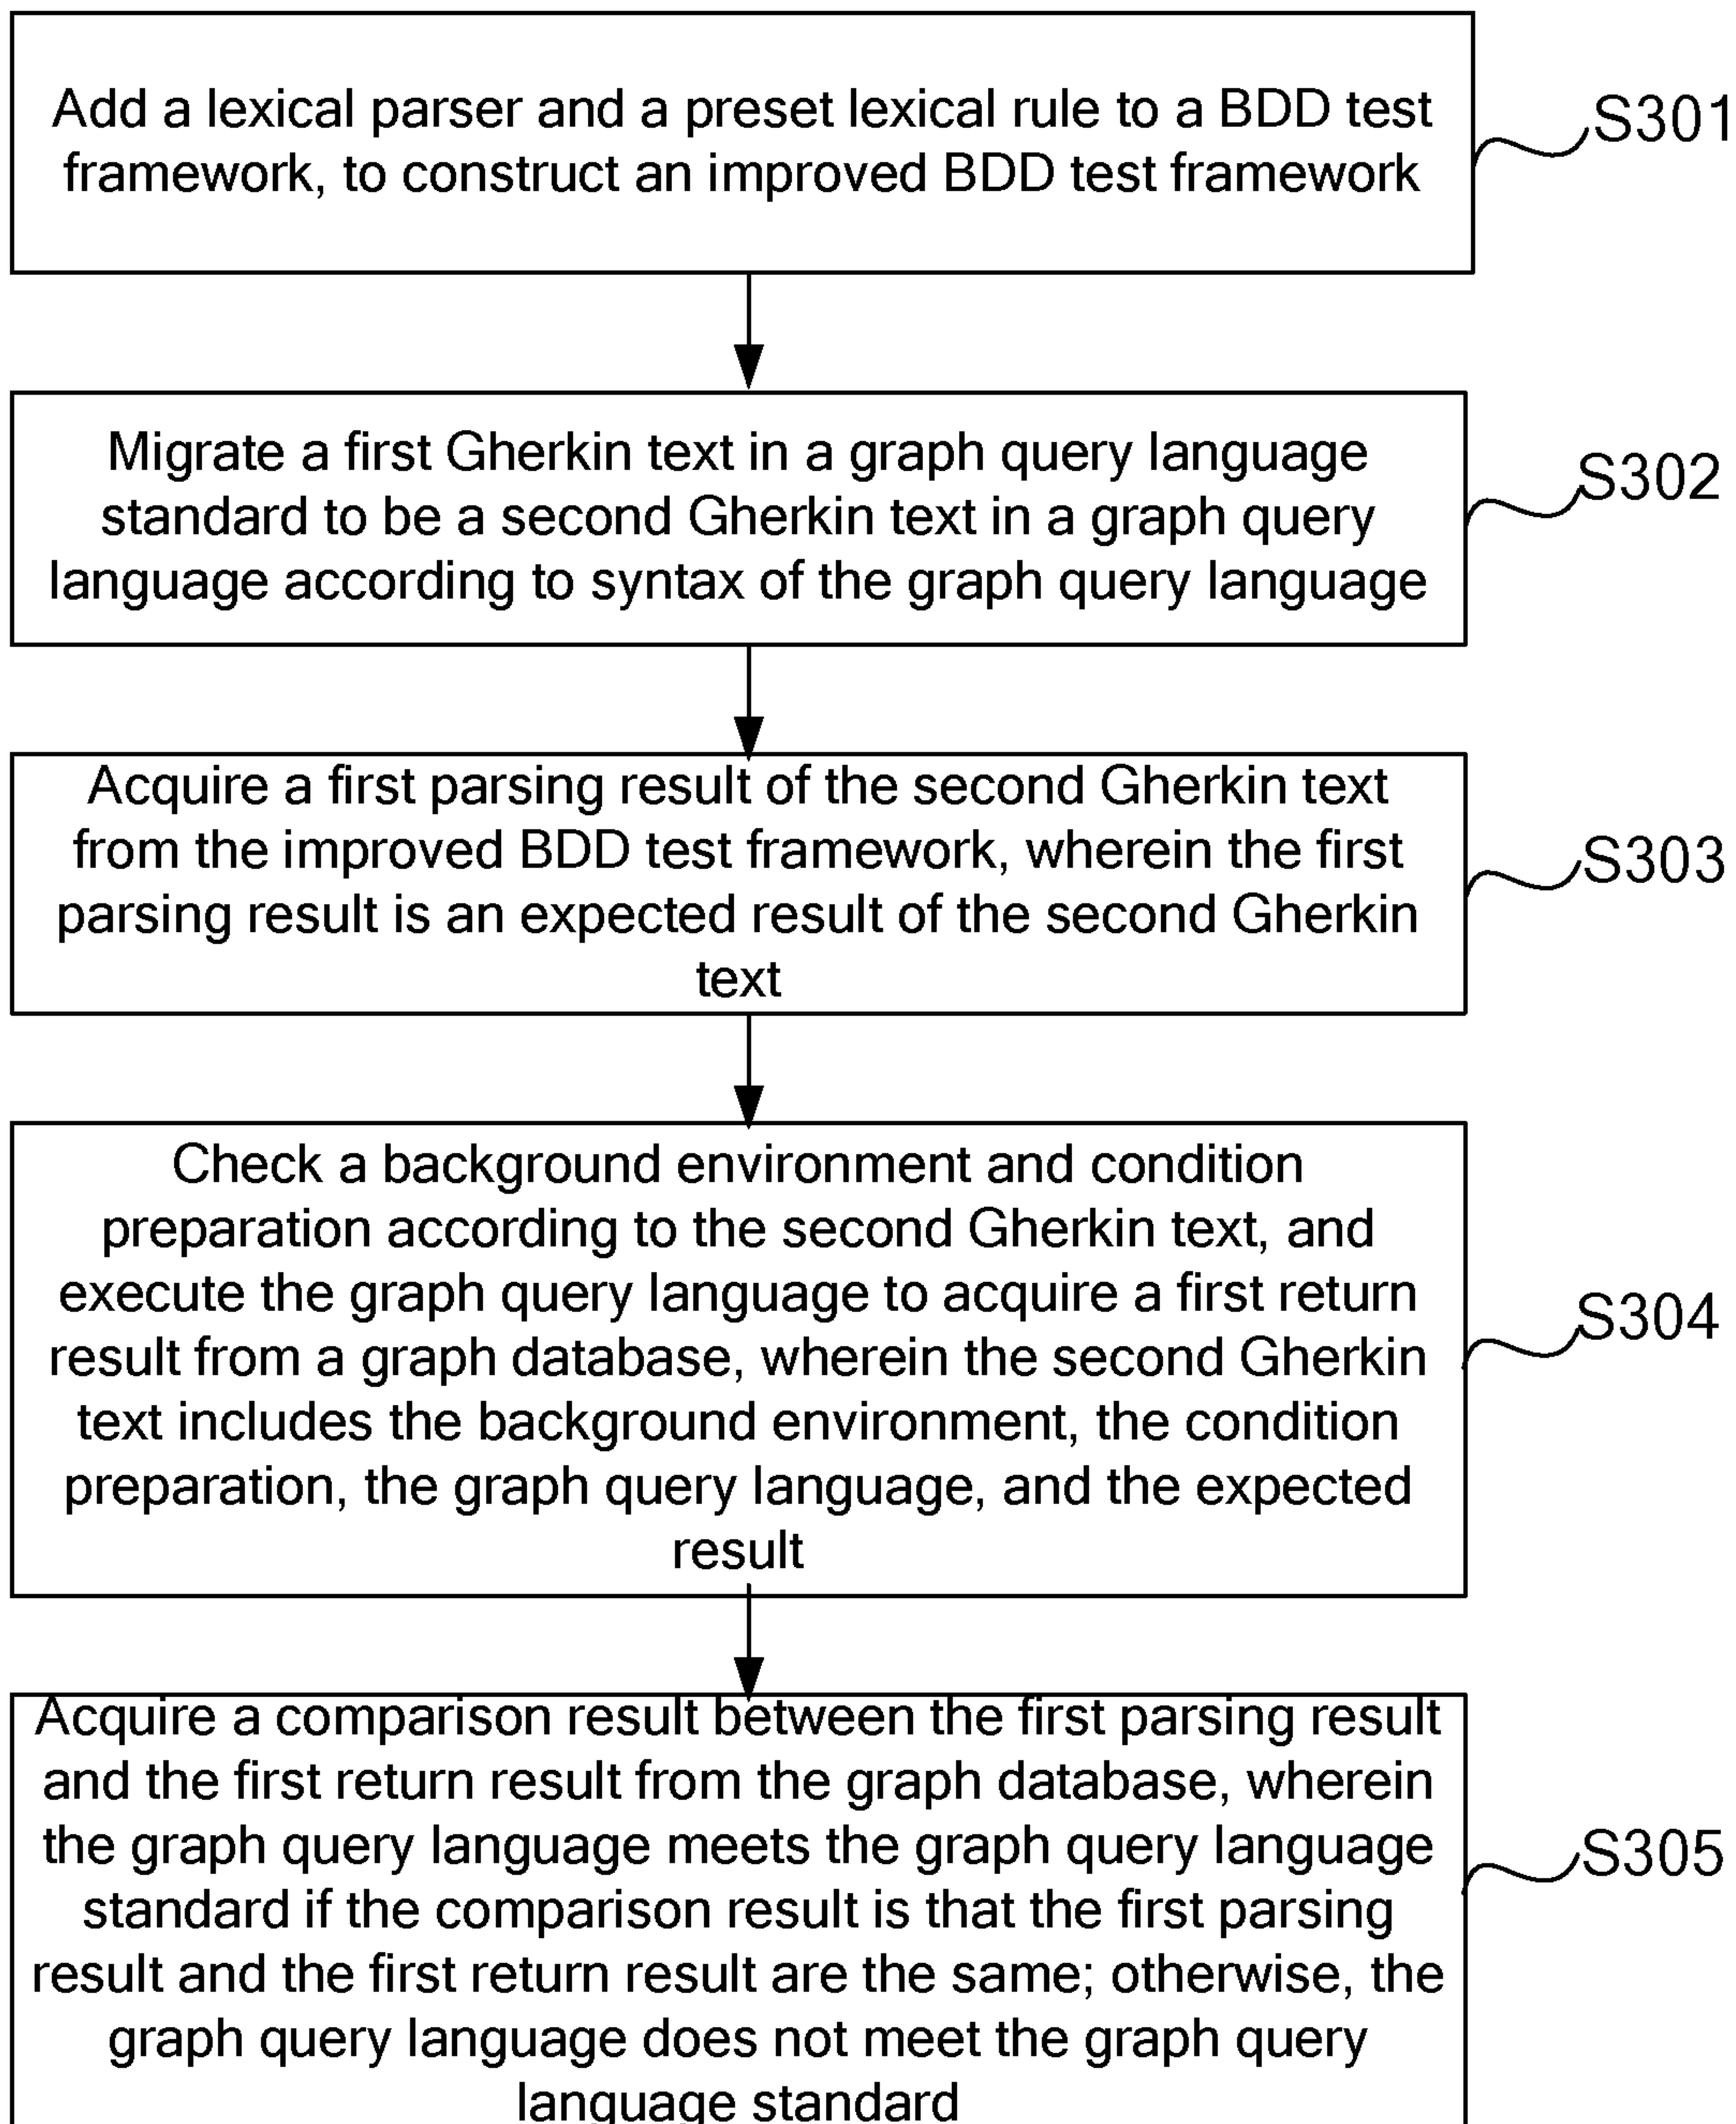 Add a lexical parser and a preset lexical rule to a BDD test
framework, to construct an improved BDD test framework
S301
Migrate a first Gherkin text in a graph query language
standard to be a second Gherkin text in a graph query
language according to syntax of the graph query language
S302
Acquire a first parsing result of the second Gherkin text
from the improved BDD test framework, wherein the first
parsing result is an expected result of the second Gherkin
text
S303
Check a background environment and condition
preparation according to the second Gherkin text, and
execute the graph query language to acquire a first return
result from a graph database, wherein the second Gherkin
text includes the background environment, the condition
preparation, the graph query language, and the expected
result
S304
Acquire a comparison result between the first parsing result
and the first return result from the graph database, wherein
the graph query language meets the graph query language
standard if the comparison result is that the first parsing
result and the first return result are the same; otherwise, the
graph query language does not meet the graph query
language standard
S305